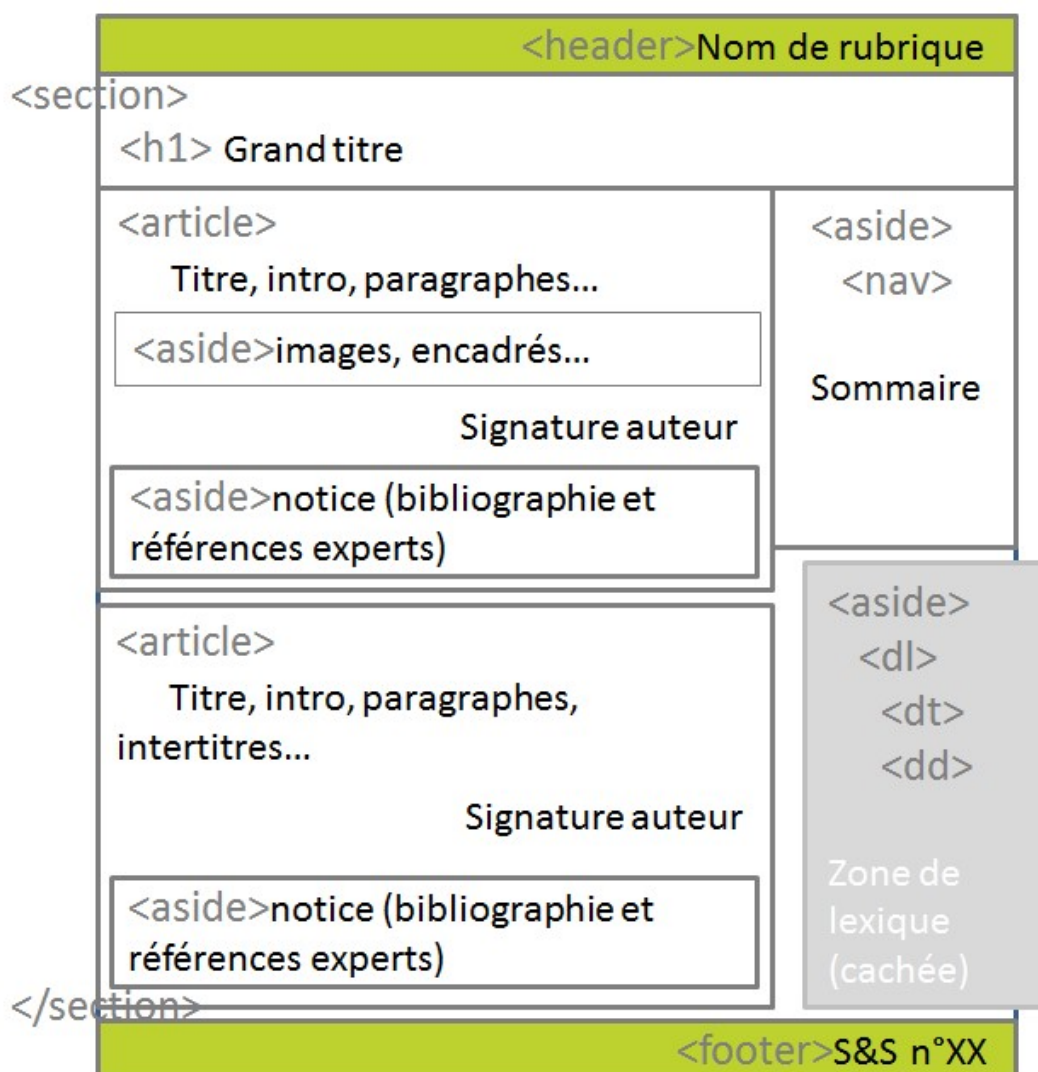 <header>Nom de rubrique
<section>
<h1> Grand titre
<article>
Titre, intro, paragraphes...
<aside>images, encadrés...
Signature auteur
<aside>notice (bibliographie et
références experts)
<aside>
<nav>
Sommaire
<article>
Titre, intro, paragraphes,
intertitres...
Signature auteur
<aside>notice (bibliographie et
références experts)
<aside>
<dl>
<dt>
<dd>
Zone de
lexique
(cachée)
</section>
<footer>S&S n°XX